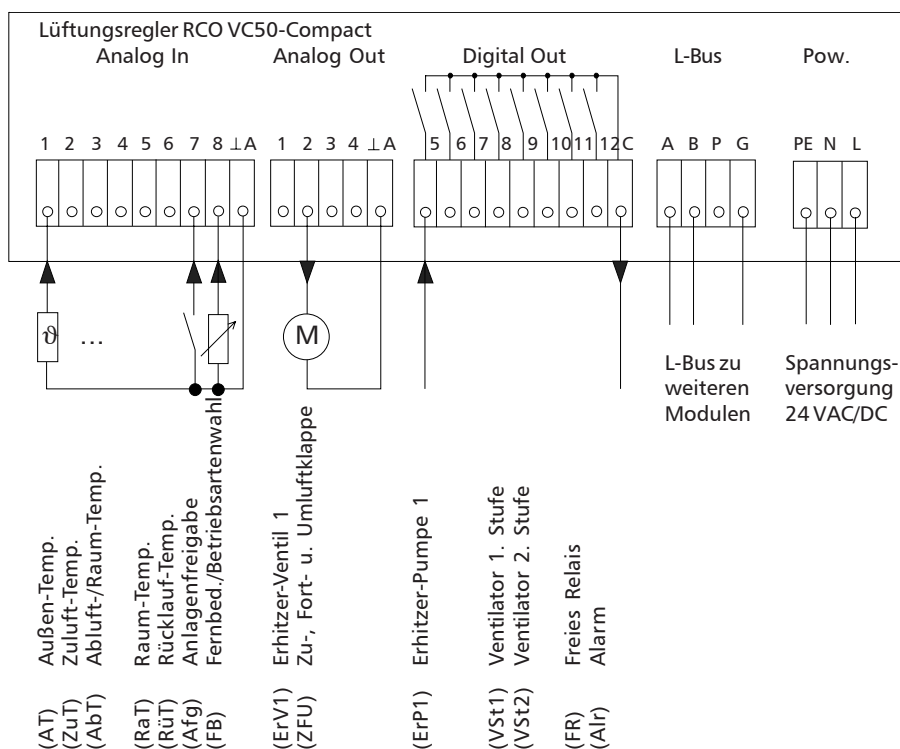 Lüftungsregler RCO VC50-Compact
Analog In Analog Out Digital Out L-Bus Pow.
1 2 3 4 5 6 7 8 ⊥A 1 2 3 4 ⊥A 5 6 7 8 9 10 11 12 C A B P G PE N L
ϑ ... M
L-Bus zu
weiteren
Modulen
Spannungs-
versorgung
24 VAC/DC
(AT) Außen-Temp.
(ZuT) Zuluft-Temp.
(AbT) Abluft-/Raum-Temp.
(RaT) Raum-Temp.
(RüT) Rücklauf-Temp.
(Afg) Anlagenfreigabe
(FB) Fernbed./Betriebsartenwahl
(ErV1) Erhitzer-Ventil 1
(ZFU) Zu-, Fort- u. Umluftklappe
(ErP1) Erhitzer-Pumpe 1
(VSt1) Ventilator 1. Stufe
(VSt2) Ventilator 2. Stufe
(FR) Freies Relais
(Alr) Alarm